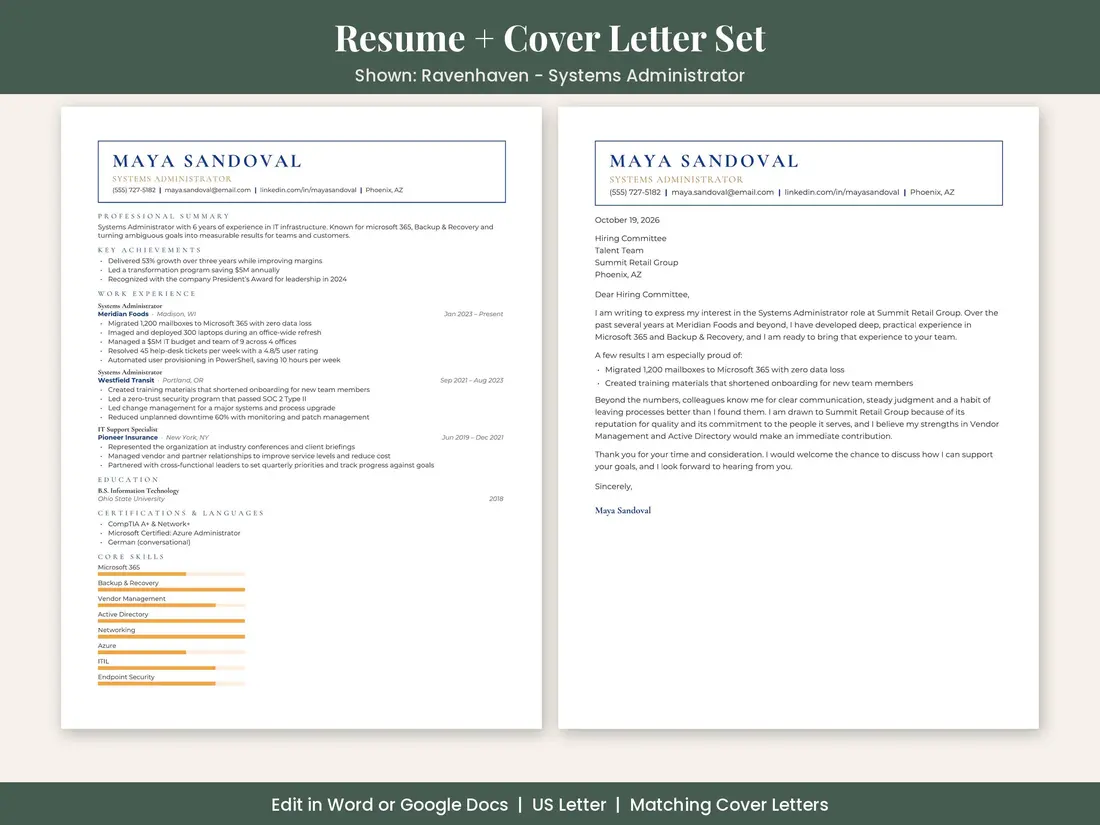 Resume + Cover Letter Set
Shown: Ravenhaven - Systems Administrator
MAYA SANDOVAL
SYSTEMS ADMINISTRATOR
(555) 727-5182 | maya.sandoval@email.com | linkedin.com/in/mayasandoval | Phoenix, AZ
PROFESSIONAL SUMMARY
Systems Administrator with 6 years of experience in IT infrastructure. Known for microsoft 365, Backup & Recovery and
turning ambiguous goals into measurable results for teams and customers.
KEY ACHIEVEMENTS
• Delivered 53% growth over three years while improving margins
• Led a transformation program saving $5M annually
• Recognized with the company President's Award for leadership in 2024
WORK EXPERIENCE
Systems Administrator
Meridian Foods · Madison, WI Jan 2023 – Present
• Migrated 1,200 mailboxes to Microsoft 365 with zero data loss
• Imaged and deployed 300 laptops during an office-wide refresh
• Managed a $5M IT budget and team of 9 across 4 offices
• Resolved 45 help-desk tickets per week with a 4.8/5 user rating
• Automated user provisioning in PowerShell, saving 10 hours per week
Systems Administrator
Westfield Transit · Portland, OR Sep 2021 – Aug 2023
• Created training materials that shortened onboarding for new team members
• Led a zero-trust security program that passed SOC 2 Type II
• Led change management for a major systems and process upgrade
• Reduced unplanned downtime 60% with monitoring and patch management
IT Support Specialist
Pioneer Insurance · New York, NY Jun 2019 – Dec 2021
• Represented the organization at industry conferences and client briefings
• Managed vendor and partner relationships to improve service levels and reduce cost
• Partnered with cross-functional leaders to set quarterly priorities and track progress against goals
EDUCATION
B.S. Information Technology
Ohio State University 2018
CERTIFICATIONS & LANGUAGES
• CompTIA A+ & Network+
• Microsoft Certified: Azure Administrator
• German (conversational)
CORE SKILLS
Microsoft 365
Backup & Recovery
Vendor Management
Active Directory
Networking
Azure
ITIL
Endpoint Security
MAYA SANDOVAL
SYSTEMS ADMINISTRATOR
(555) 727-5182 | maya.sandoval@email.com | linkedin.com/in/mayasandoval | Phoenix, AZ
October 19, 2026
Hiring Committee
Talent Team
Summit Retail Group
Phoenix, AZ
Dear Hiring Committee,
I am writing to express my interest in the Systems Administrator role at Summit Retail Group. Over the
past several years at Meridian Foods and beyond, I have developed deep, practical experience in
Microsoft 365 and Backup & Recovery, and I am ready to bring that experience to your team.
A few results I am especially proud of:
• Migrated 1,200 mailboxes to Microsoft 365 with zero data loss
• Created training materials that shortened onboarding for new team members
Beyond the numbers, colleagues know me for clear communication, steady judgment and a habit of
leaving processes better than I found them. I am drawn to Summit Retail Group because of its
reputation for quality and its commitment to the people it serves, and I believe my strengths in Vendor
Management and Active Directory would make an immediate contribution.
Thank you for your time and consideration. I would welcome the chance to discuss how I can support
your goals, and I look forward to hearing from you.
Sincerely,
Maya Sandoval
Edit in Word or Google Docs | US Letter | Matching Cover Letters